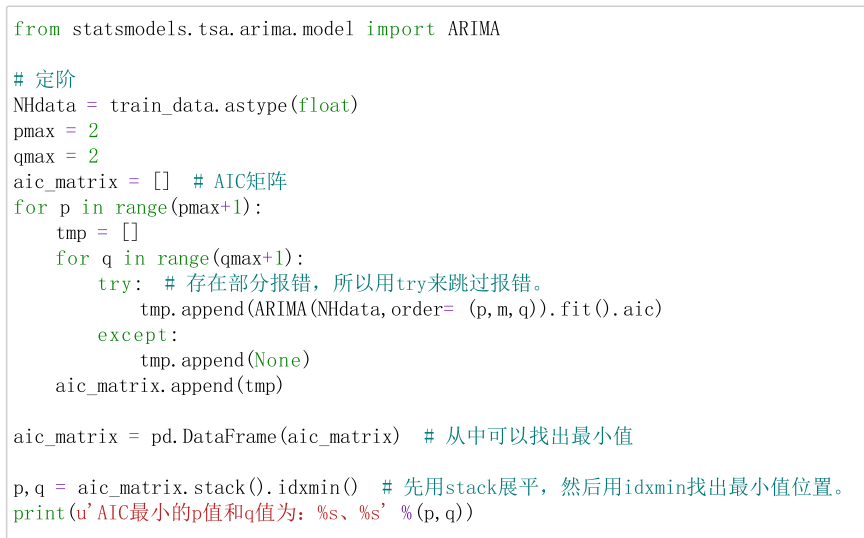 from statsmodels.tsa.arima.model import ARIMA
# 定阶
NHdata = train_data.astype(float)
pmax = 2
qmax = 2
aic_matrix = []  # AIC矩阵
for p in range(pmax+1):
    tmp = []
    for q in range(qmax+1):
        try:  # 存在部分报错，所以用try来跳过报错。
            tmp.append(ARIMA(NHdata,order= (p,m,q)).fit().aic)
        except:
            tmp.append(None)
    aic_matrix.append(tmp)
aic_matrix = pd.DataFrame(aic_matrix)  # 从中可以找出最小值
p,q = aic_matrix.stack().idxmin()  # 先用stack展平，然后用idxmin找出最小值位置。
print(u'AIC最小的p值和q值为：%s、%s' %(p,q))